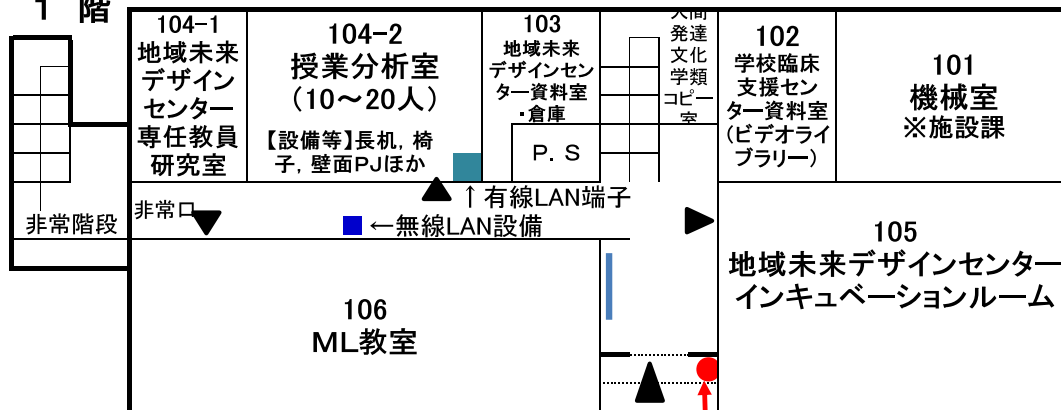 1 階
104-1
地域未来
デザイン
センター
専任教員
研究室
104-2
授業分析室
（10～20人）
【設備等】長机, 椅
子, 壁面PJほか
103
地域未来
デザインセン
ター資料室
・倉庫
P. S
人間
発達
文化
学類
コピー
室
102
学校臨床
支援セン
ター資料室
(ビデオライ
ブラリー)
101
機械室
※施設課
非常階段
非常口
↑有線LAN端子
←無線LAN設備
105
地域未来デザインセンター
インキュベーションルーム
106
ML教室